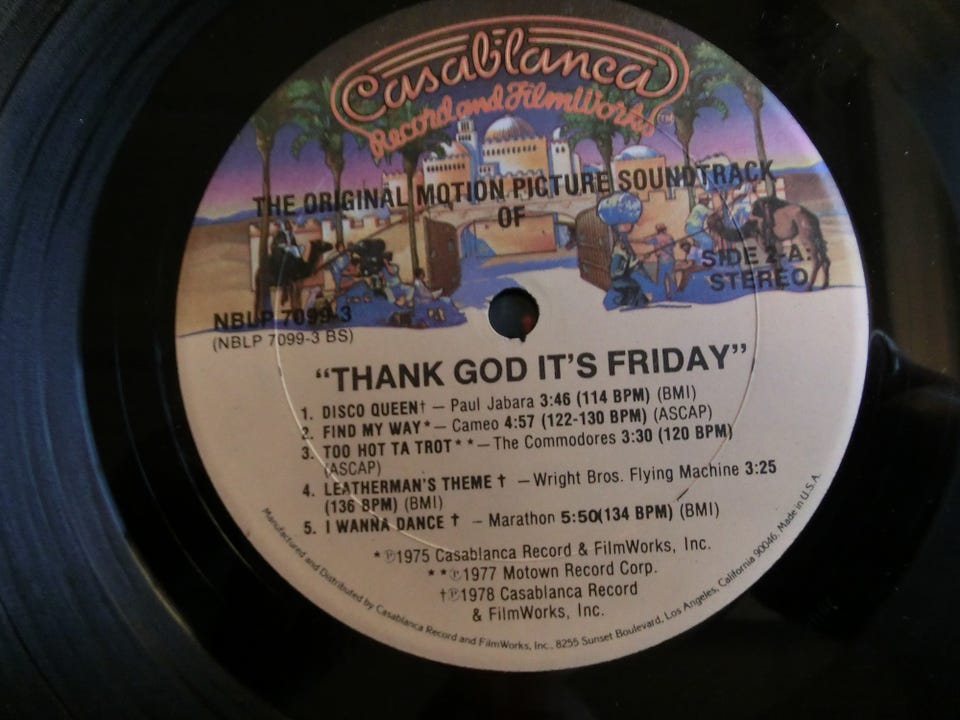 Casablanca
Record and FilmWorks™
THE ORIGINAL MOTION PICTURE SOUNDTRACK
OF
SIDE 2-A:
STEREO
NBLP 7099-3
(NBLP 7099-3 BS)
“THANK GOD IT'S FRIDAY”
1. DISCO QUEEN† — Paul Jabara 3:46 (114 BPM) (BMI)
2. FIND MY WAY* — Cameo 4:57 (122-130 BPM) (ASCAP)
3. TOO HOT TA TROT** — The Commodores 3:30 (120 BPM)
(ASCAP)
4. LEATHERMAN'S THEME † — Wright Bros. Flying Machine 3:25
(136 BPM) (BMI)
5. I WANNA DANCE † — Marathon 5:50(134 BPM) (BMI)
*℗1975 Casablanca Record & FilmWorks, Inc.
**℗1977 Motown Record Corp.
†℗1978 Casablanca Record
& FilmWorks, Inc.
Manufactured and Distributed by Casablanca Record and FilmWorks, Inc., 8255 Sunset Boulevard, Los Angeles, California 90046. Made in U.S.A.